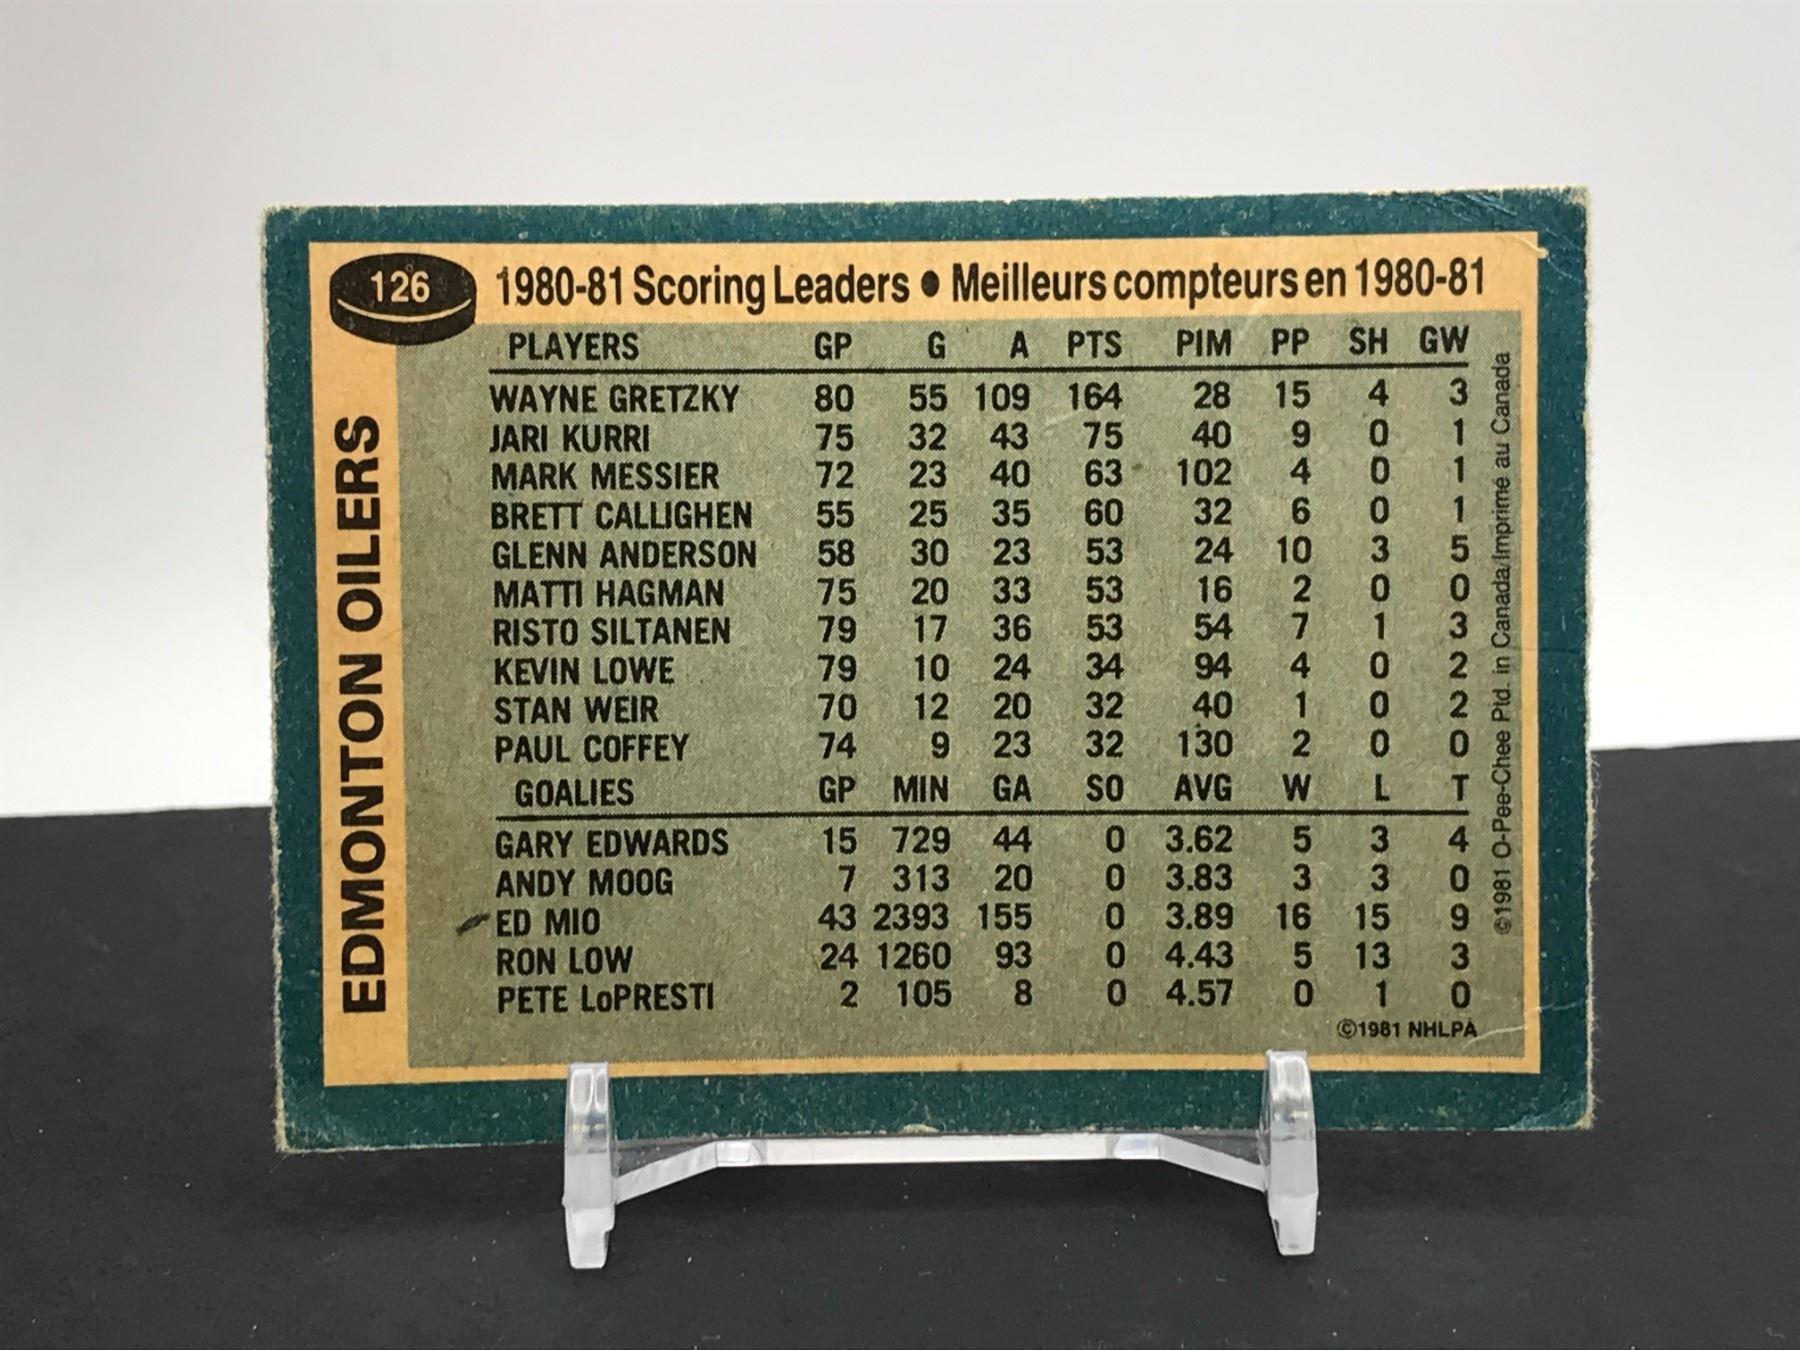 126
1980-81 Scoring Leaders • Meilleurs compteurs en 1980-81
EDMONTON OILERS
PLAYERS GP G A PTS PIM PP SH GW
WAYNE GRETZKY 80 55 109 164 28 15 4 3
JARI KURRI 75 32 43 75 40 9 0 1
MARK MESSIER 72 23 40 63 102 4 0 1
BRETT CALLIGHEN 55 25 35 60 32 6 0 1
GLENN ANDERSON 58 30 23 53 24 10 3 5
MATTI HAGMAN 75 20 33 53 16 2 0 0
RISTO SILTANEN 79 17 36 53 54 7 1 3
KEVIN LOWE 79 10 24 34 94 4 0 2
STAN WEIR 70 12 20 32 40 1 0 2
PAUL COFFEY 74 9 23 32 130 2 0 0
GOALIES GP MIN GA SO AVG W L T
GARY EDWARDS 15 729 44 0 3.62 5 3 4
ANDY MOOG 7 313 20 0 3.83 3 3 0
ED MIO 43 2393 155 0 3.89 16 15 9
RON LOW 24 1260 93 0 4.43 5 13 3
PETE LoPRESTI 2 105 8 0 4.57 0 1 0
©1981 NHLPA
©1981 O-Pee-Chee Ptd. in Canada/Imprimé au Canada